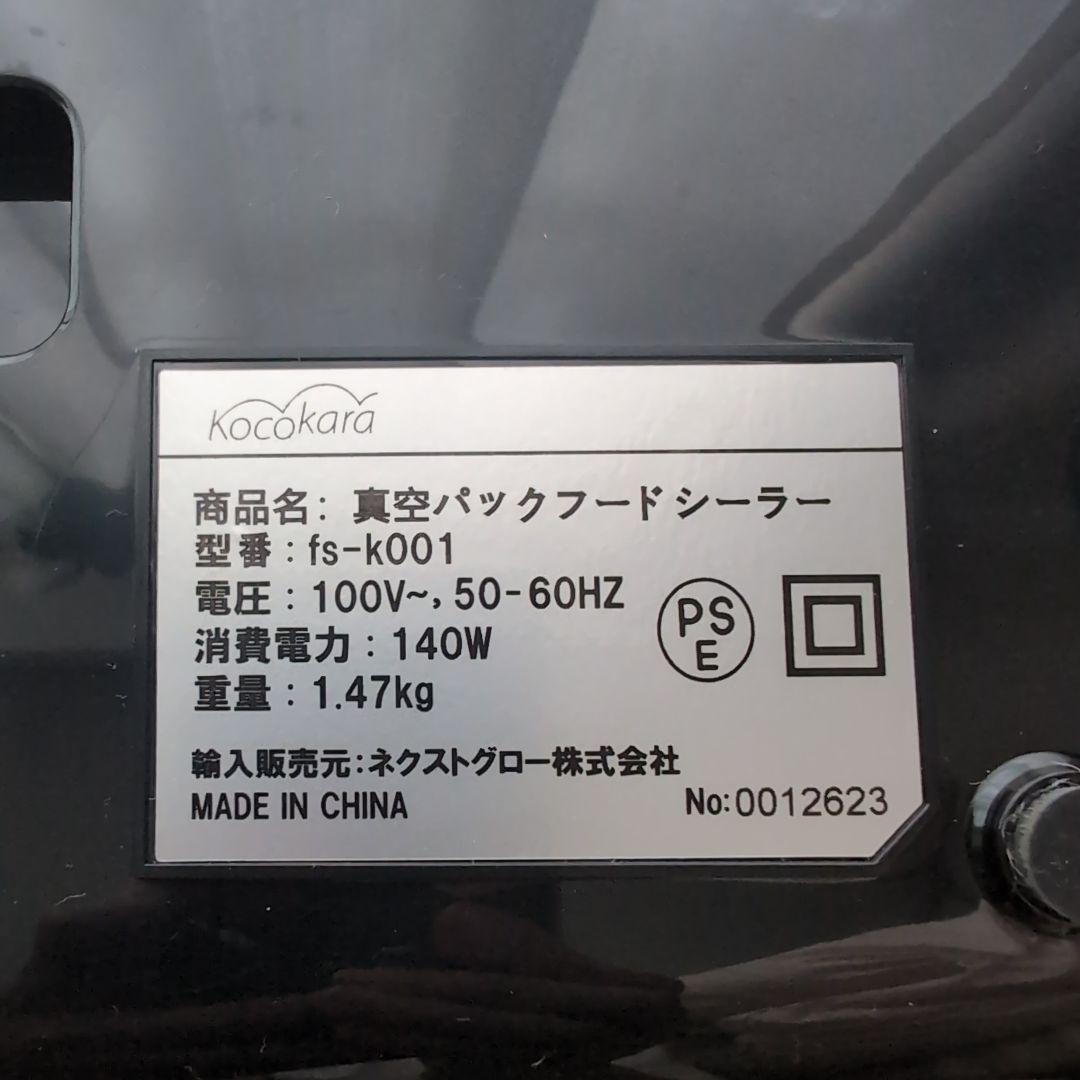 Kocokara
商品名: 真空パックフードシーラー
型番:fs-k001
電圧:100V~,50-60HZ
消費電力:140W
重量:1.47kg
PSE
輸入販売元:ネクストグロー株式会社
MADE IN CHINA
No:0012623